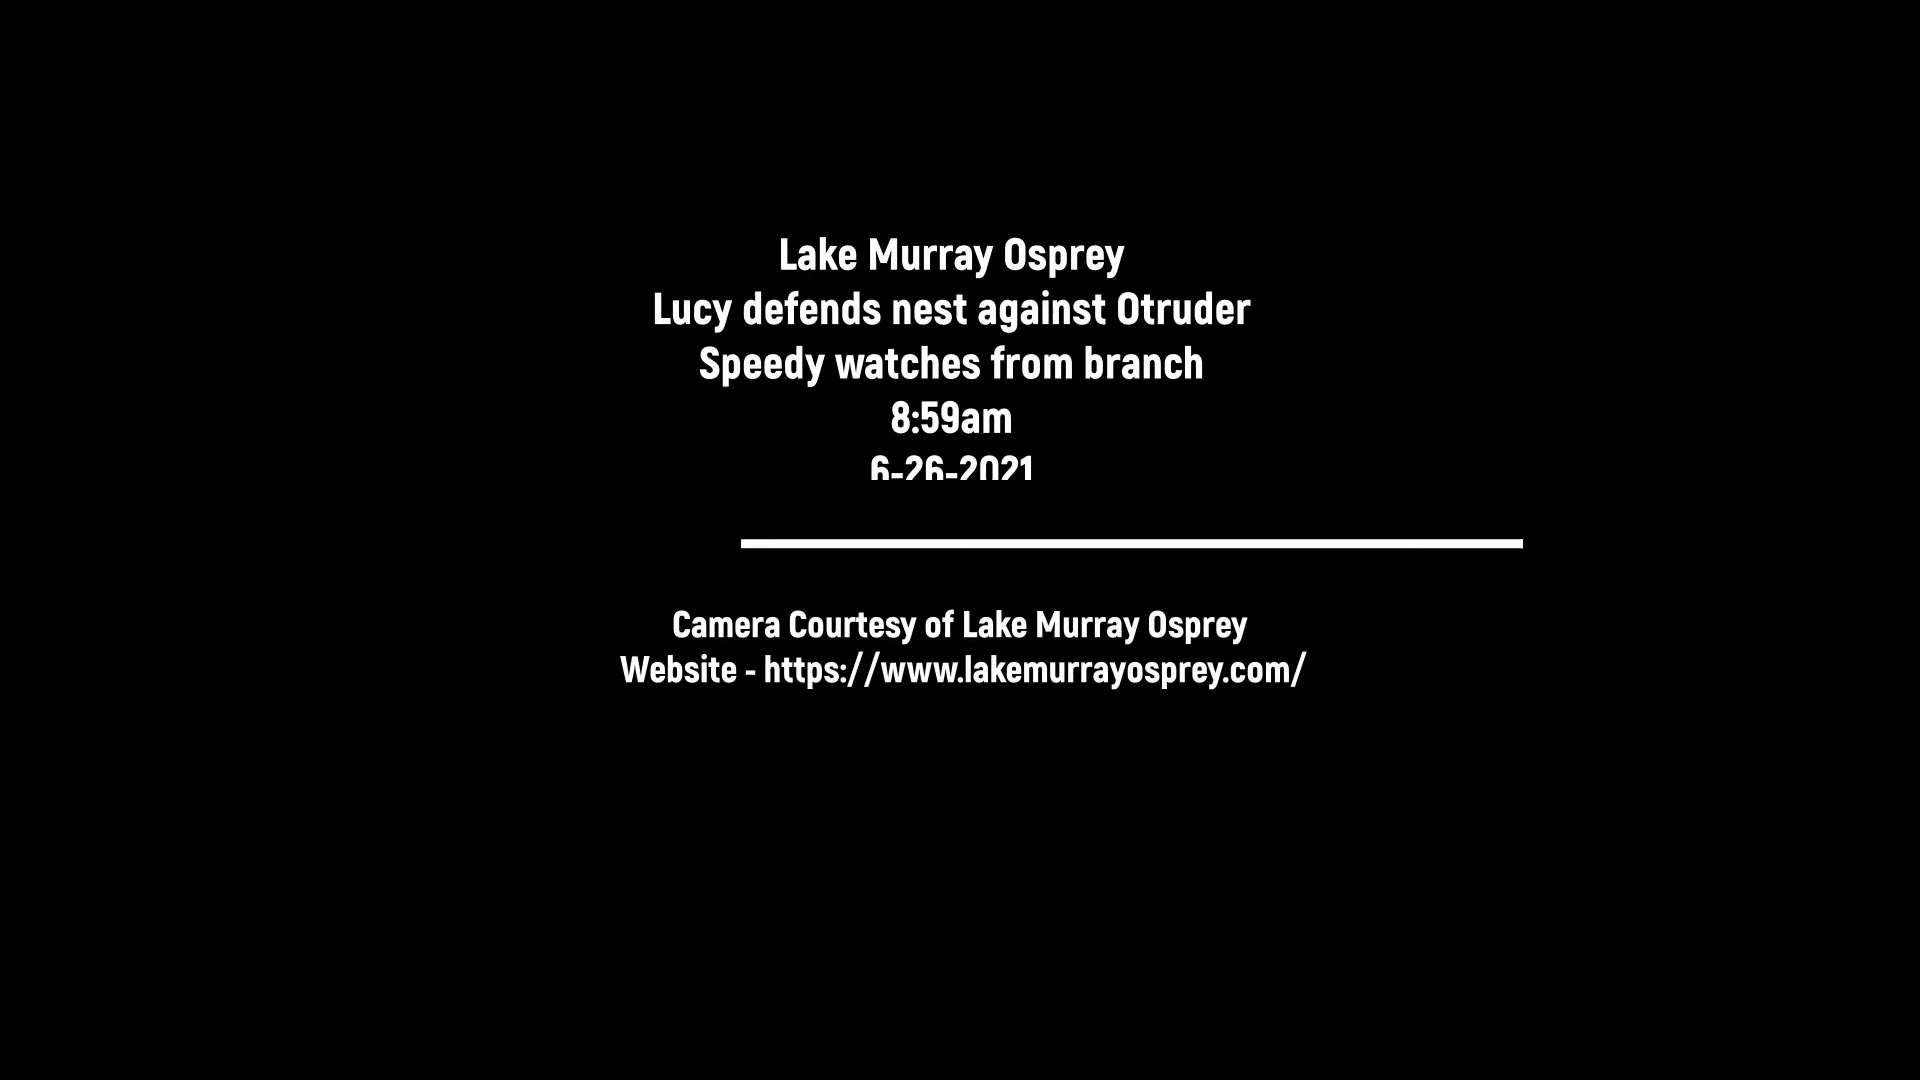 Lake Murray Osprey
Lucy defends nest against Otruder
Speedy watches from branch
8:59am
6-26-2021
Camera Courtesy of Lake Murray Osprey
Website - https://www.lakemurrayosprey.com/